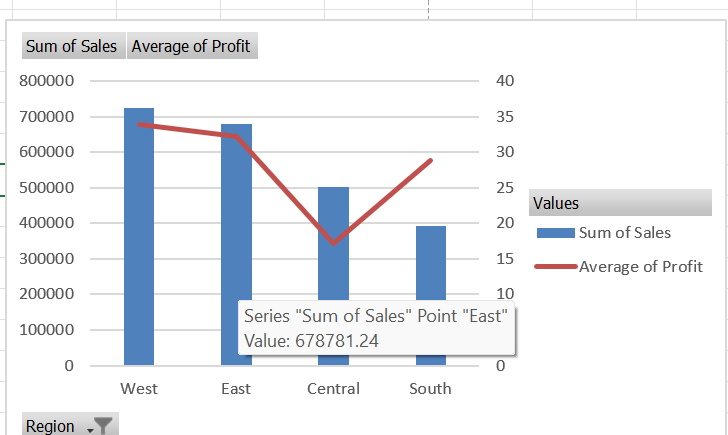 Sum of Sales Average of Profit
800000 40
700000 35
600000 30
500000 25
400000 20
300000 15
200000 10
100000
0 0
Values
Sum of Sales
Average of Profit
Series "Sum of Sales" Point "East"
Value: 678781.24
West East Central South
Region